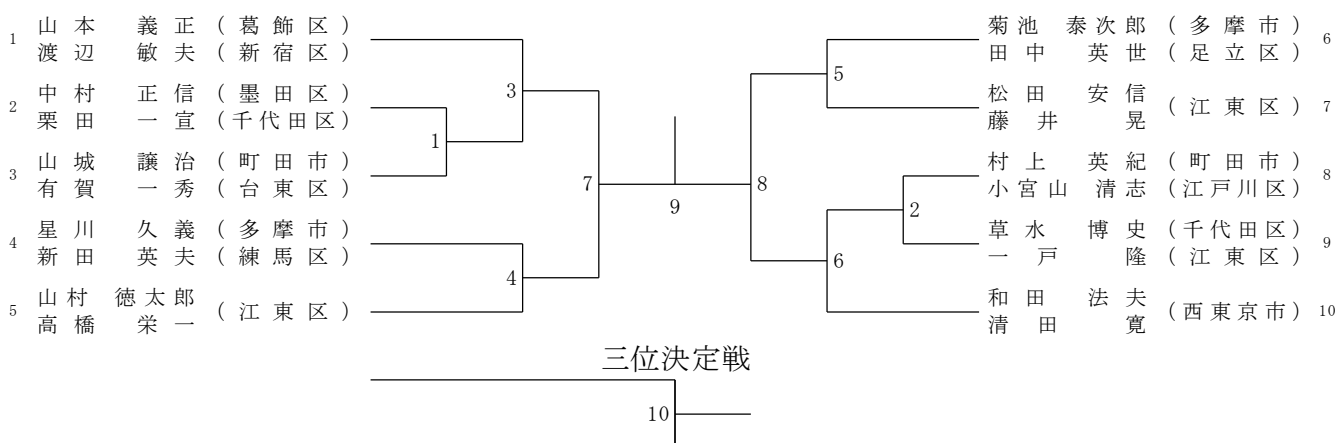 1 山本 義正 (葛飾区)
渡辺 敏夫 (新宿区)
2 中村 正信 (墨田区)
栗田 一宣 (千代田区)
3 山城 譲治 (町田市)
有賀 一秀 (台東区)
4 星川 久義 (多摩市)
新田 英夫 (練馬区)
5 山村 徳太郎 (江東区)
高橋 栄一
1
3
4
7
9
8
5
2
6
菊池 泰次郎 (多摩市) 6
田中 英世 (足立区)
松田 安信 (江東区) 7
藤井 晃
村上 英紀 (町田市) 8
小宮山 清志 (江戸川区)
草水 博史 (千代田区) 9
一戸 隆 (江東区)
和田 法夫 (西東京市) 10
清田 寛
三位決定戦
10